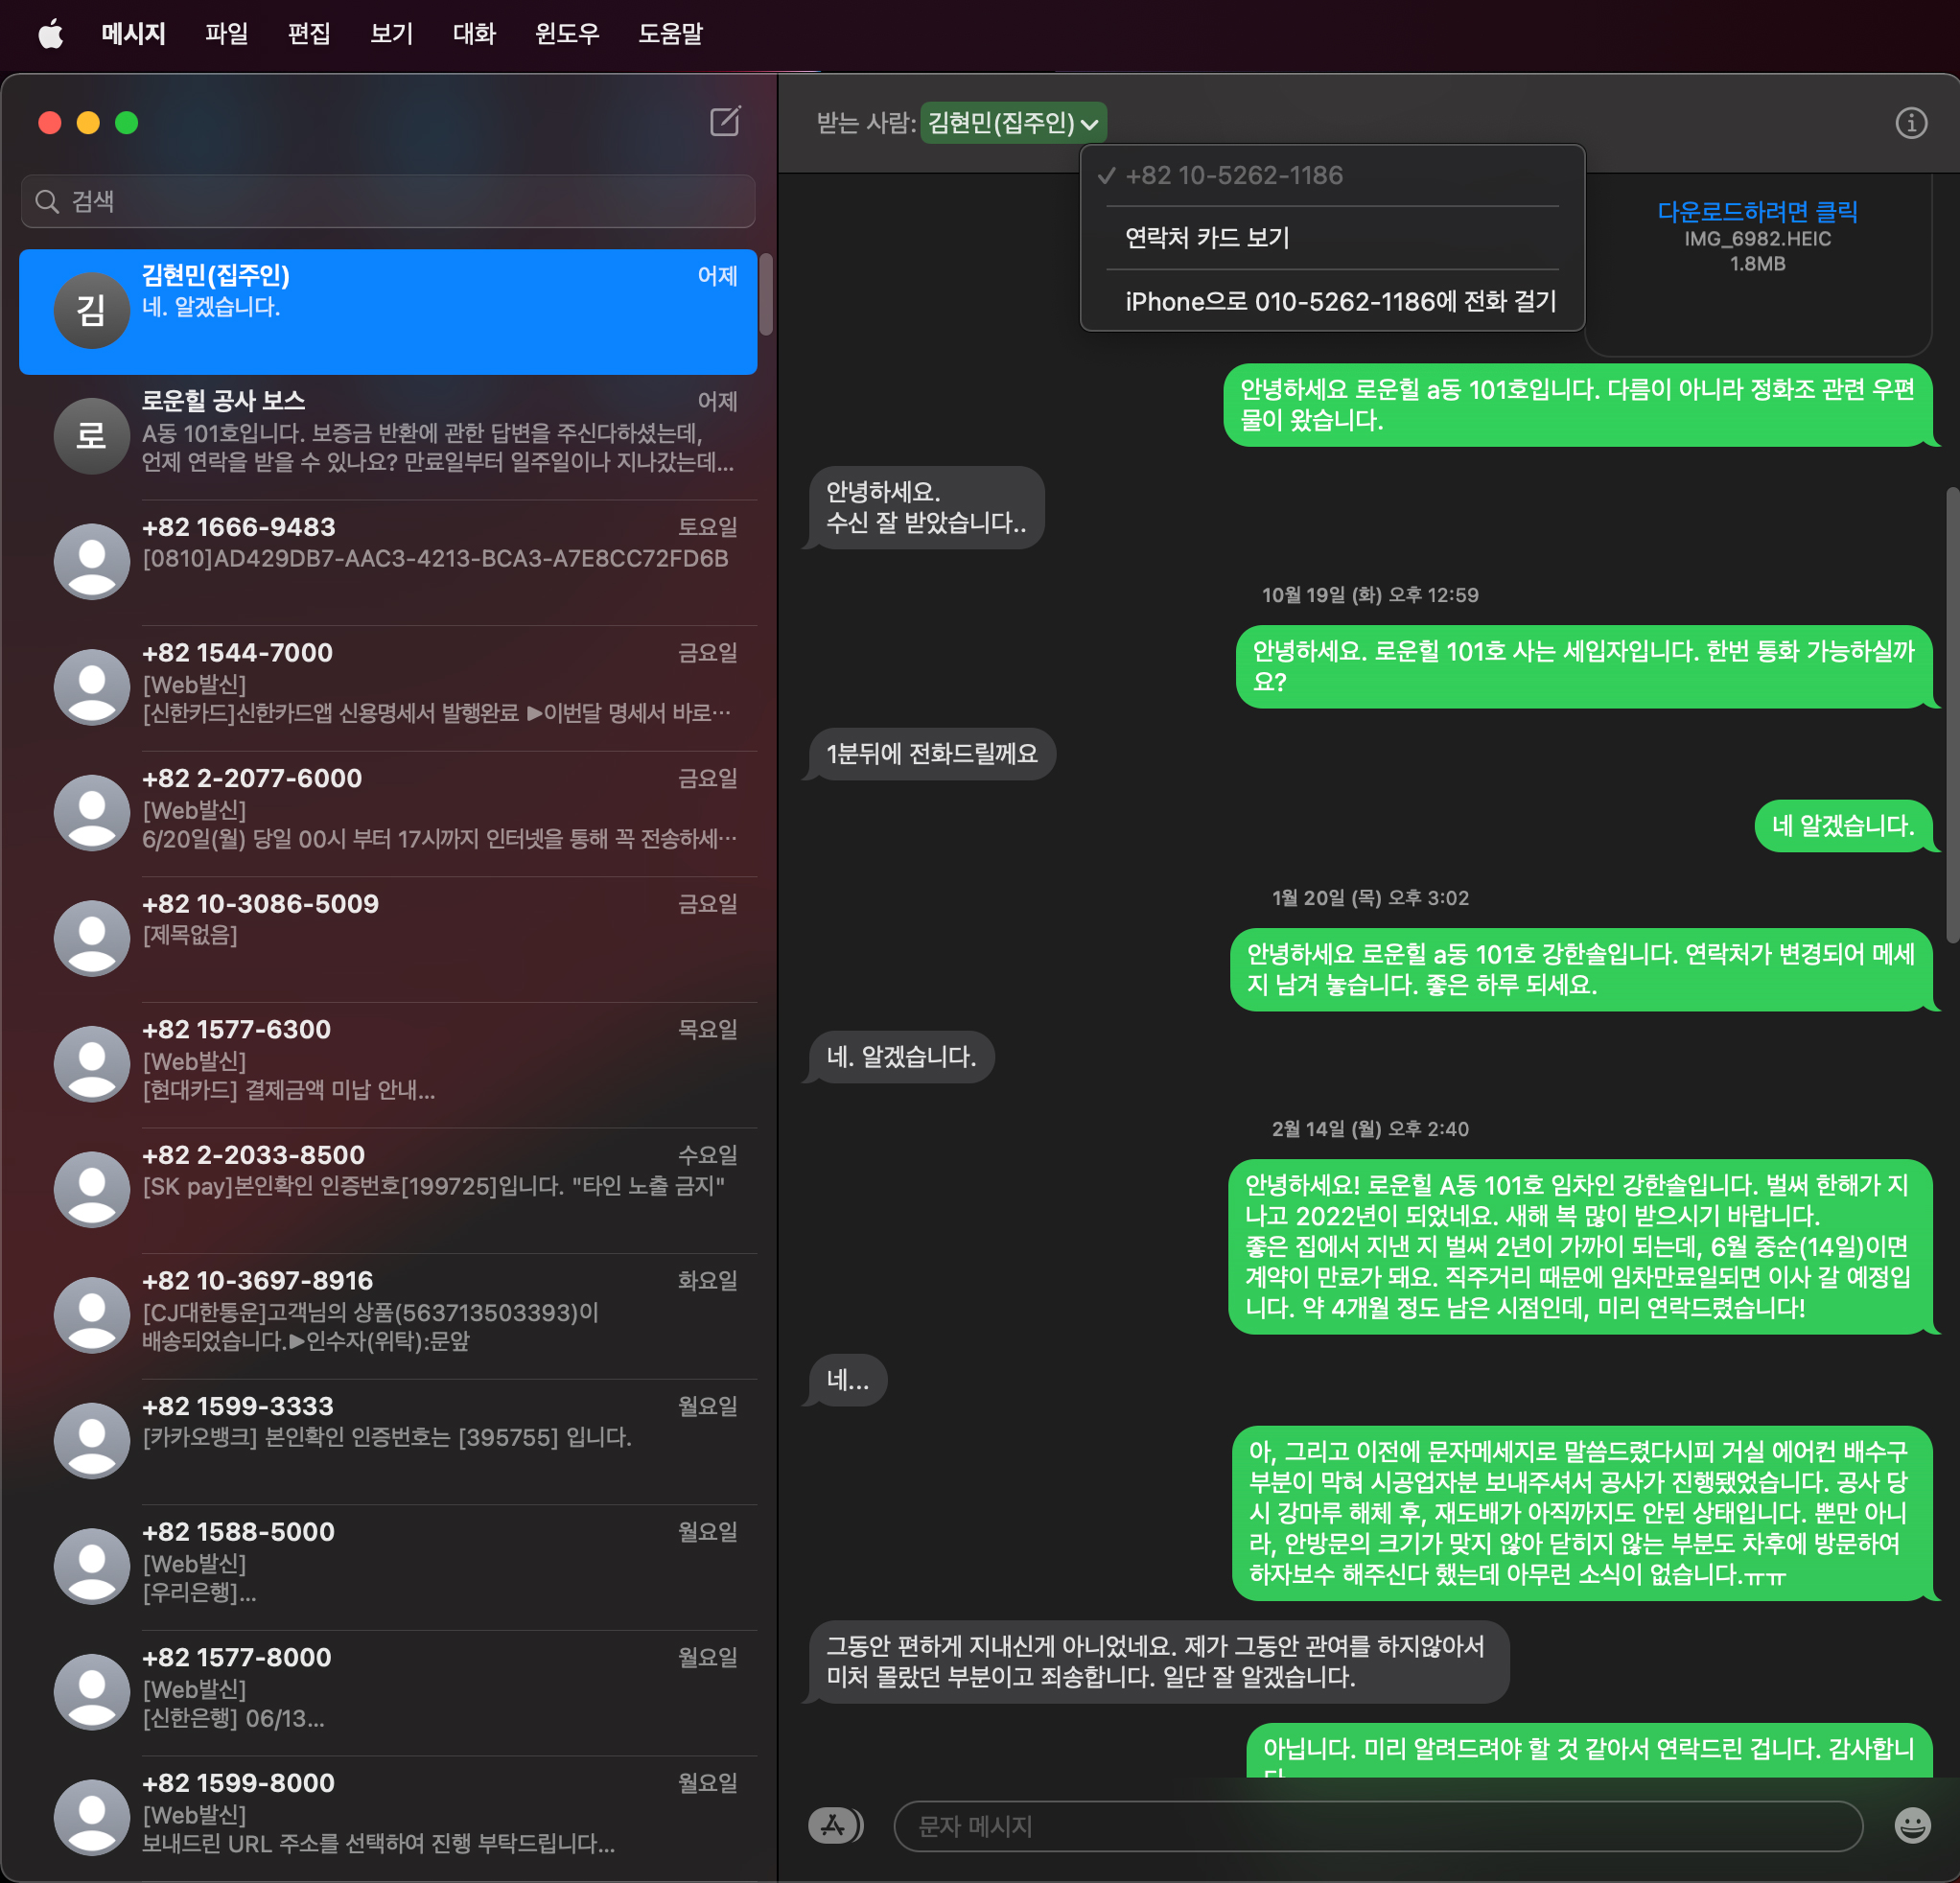 메시지 파일 편집 보기 대화 윈도우 도움말
검색
김현민(집주인) 어제
네. 알겠습니다.
김
로운힐 공사 보스 어제
로
A동 101호입니다. 보증금 반환에 관한 답변을 주신다하셨는데,
언제 연락을 받을 수 있나요? 만료일부터 일주일이나 지나갔는데...
+82 1666-9483 토요일
[0810]AD429DB7-AAC3-4213-BCA3-A7E8CC72FD6B
+82 1544-7000 금요일
[Web발신]
[신한카드]신한카드앱 신용명세서 발행완료 ▶이번달 명세서 바로…
+82 2-2077-6000 금요일
[Web발신]
6/20일(월) 당일 00시 부터 17시까지 인터넷을 통해 꼭 전송하세…
+82 10-3086-5009 금요일
[제목없음]
+82 1577-6300 목요일
[Web발신]
[현대카드] 결제금액 미납 안내...
+82 2-2033-8500 수요일
[SK pay]본인확인 인증번호[199725]입니다. "타인 노출 금지"
+82 10-3697-8916 화요일
[CJ대한통운]고객님의 상품(563713503393)이
배송되었습니다.▶인수자(위탁):문앞
+82 1599-3333 월요일
[카카오뱅크] 본인확인 인증번호는 [395755] 입니다.
+82 1588-5000 월요일
[Web발신]
[우리은행]...
+82 1577-8000 월요일
[Web발신]
[신한은행] 06/13...
+82 1599-8000 월요일
[Web발신]
보내드린 URL 주소를 선택하여 진행 부탁드립니다...
받는 사람: 김현민(집주인)
✓ +82 10-5262-1186
연락처 카드 보기
iPhone으로 010-5262-1186에 전화 걸기
다운로드하려면 클릭
IMG_6982.HEIC
1.8MB
안녕하세요 로운힐 a동 101호입니다. 다름이 아니라 정화조 관련 우편
물이 왔습니다.
안녕하세요.
수신 잘 받았습니다..
10월 19일 (화) 오후 12:59
안녕하세요. 로운힐 101호 사는 세입자입니다. 한번 통화 가능하실까
요?
1분뒤에 전화드릴께요
네 알겠습니다.
1월 20일 (목) 오후 3:02
안녕하세요 로운힐 a동 101호 강한솔입니다. 연락처가 변경되어 메세
지 남겨 놓습니다. 좋은 하루 되세요.
네. 알겠습니다.
2월 14일 (월) 오후 2:40
안녕하세요! 로운힐 A동 101호 임차인 강한솔입니다. 벌써 한해가 지
나고 2022년이 되었네요. 새해 복 많이 받으시기 바랍니다.
좋은 집에서 지낸 지 벌써 2년이 가까이 되는데, 6월 중순(14일)이면
계약이 만료가 돼요. 직주거리 때문에 임차만료일되면 이사 갈 예정입
니다. 약 4개월 정도 남은 시점인데, 미리 연락드렸습니다!
네...
아, 그리고 이전에 문자메세지로 말씀드렸다시피 거실 에어컨 배수구
부분이 막혀 시공업자분 보내주셔서 공사가 진행됐었습니다. 공사 당
시 강마루 해체 후, 재도배가 아직까지도 안된 상태입니다. 뿐만 아니
라, 안방문의 크기가 맞지 않아 닫히지 않는 부분도 차후에 방문하여
하자보수 해주신다 했는데 아무런 소식이 없습니다.ㅠㅠ
그동안 편하게 지내신게 아니었네요. 제가 그동안 관여를 하지않아서
미처 몰랐던 부분이고 죄송합니다. 일단 잘 알겠습니다.
아닙니다. 미리 알려드려야 할 것 같아서 연락드린 겁니다. 감사합니
문자 메시지